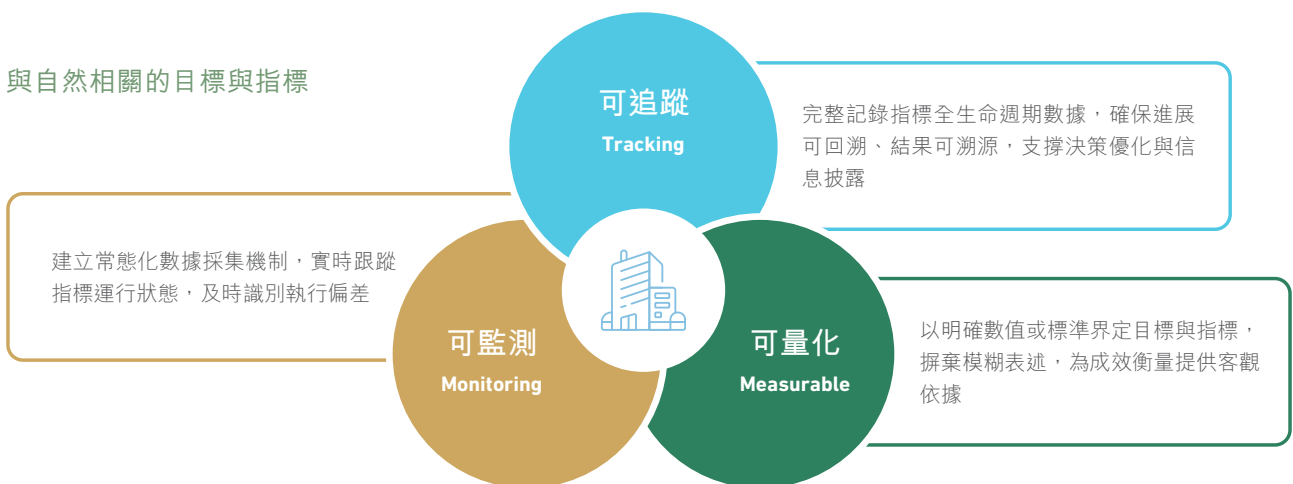 與自然相關的目標與指標
可追蹤
Tracking
完整記錄指標全生命週期數據，確保進展
可回溯、結果可溯源，支撐決策優化與信
息披露
建立常態化數據採集機制，實時跟蹤
指標運行狀態，及時識別執行偏差
可監測
Monitoring
可量化
Measurable
以明確數值或標準界定目標與指標，
摒棄模糊表述，為成效衡量提供客觀
依據